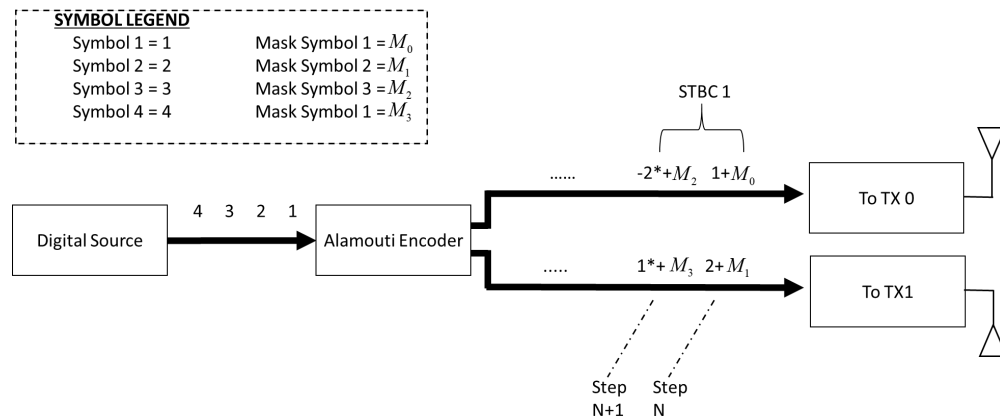 SYMBOL LEGEND
Symbol 1 = 1 Mask Symbol 1 = M₀
Symbol 2 = 2 Mask Symbol 2 = M₁
Symbol 3 = 3 Mask Symbol 3 = M₂
Symbol 4 = 4 Mask Symbol 1 = M₃
STBC 1
...... -2*+M₂ 1+M₀
To TX 0
4 3 2 1
Digital Source
Alamouti Encoder
..... 1*+ M₃ 2+ M₁
To TX1
Step N+1
Step N